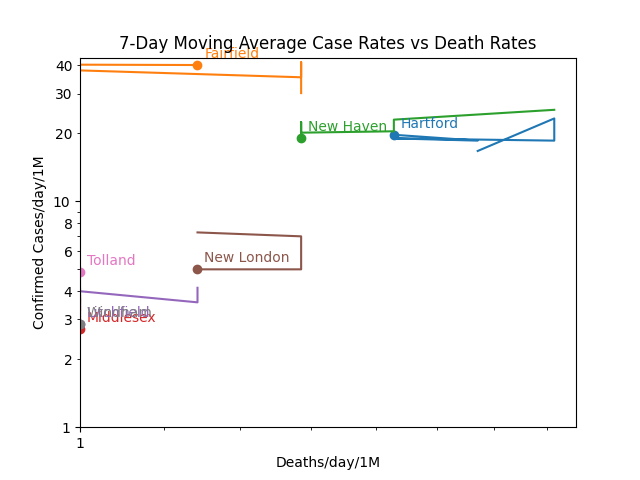 7-Day Moving Average Case Rates vs Death Rates
Confirmed Cases/day/1M
40
30
20
10
8
6
4
3
2
1
Fairfield
New Haven
Hartford
New London
Tolland
Middlesex
1
Deaths/day/1M